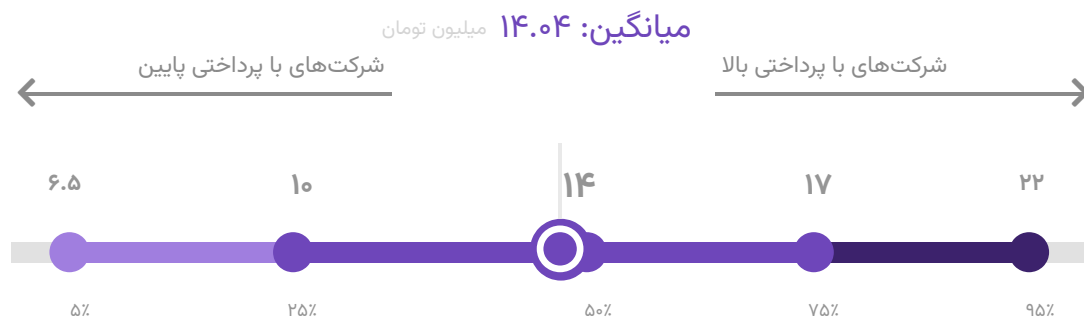 میانگین: ۱۴.۰۴ میلیون تومان
شرکت‌های با پرداختی بالا
شرکت‌های با پرداختی پایین
۶.۵ ۱۰ ۱۴ ۱۷ ۲۲
۵٪ ۲۵٪ ۵۰٪ ۷۵٪ ۹۵٪